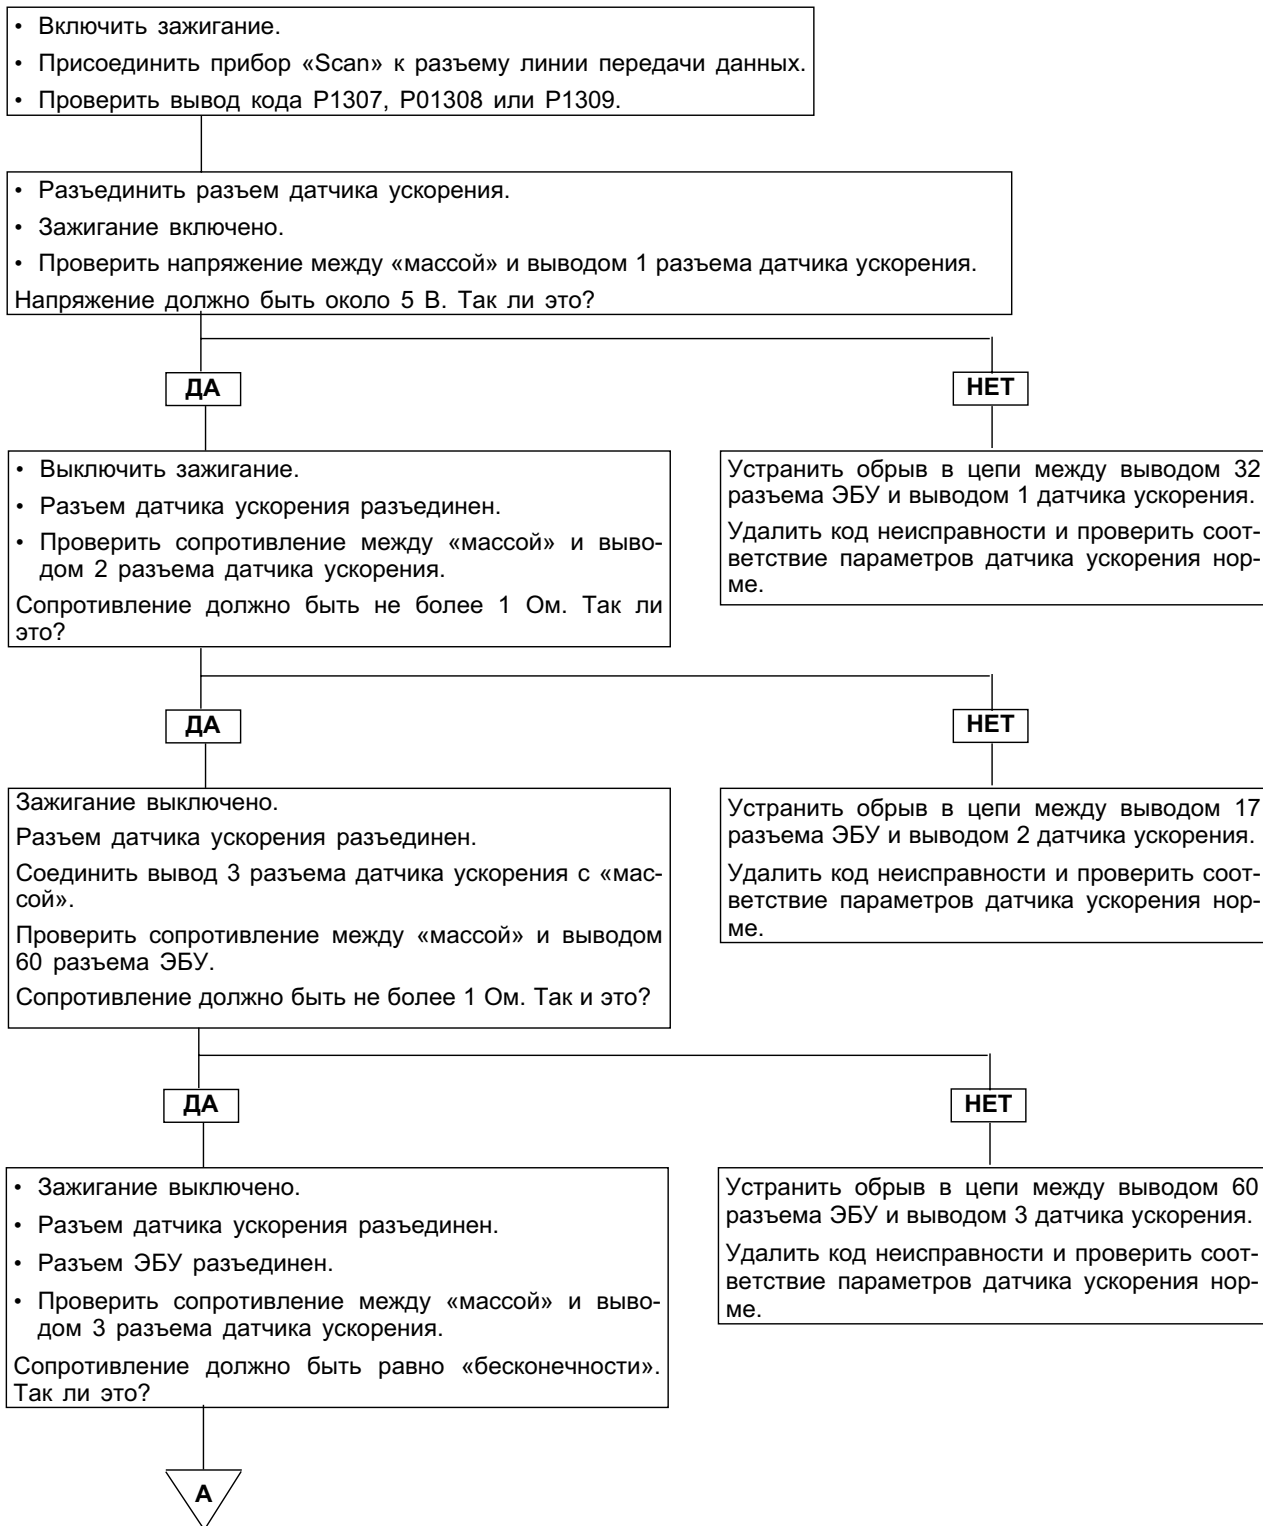 • Включить зажигание.
• Присоединить прибор «Scan» к разъему линии передачи данных.
• Проверить вывод кода P1307, P01308 или P1309.
• Разъединить разъем датчика ускорения.
• Зажигание включено.
• Проверить напряжение между «массой» и выводом 1 разъема датчика ускорения.
Напряжение должно быть около 5 В. Так ли это?
ДА
НЕТ
• Выключить зажигание.
• Разъем датчика ускорения разъединен.
• Проверить сопротивление между «массой» и выво-
дом 2 разъема датчика ускорения.
Сопротивление должно быть не более 1 Ом. Так ли
это?
Устранить обрыв в цепи между выводом 32
разъема ЭБУ и выводом 1 датчика ускорения.
Удалить код неисправности и проверить соот-
ветствие параметров датчика ускорения нор-
ме.
ДА
НЕТ
Зажигание выключено.
Разъем датчика ускорения разъединен.
Соединить вывод 3 разъема датчика ускорения с «мас-
сой».
Проверить сопротивление между «массой» и выводом
60 разъема ЭБУ.
Сопротивление должно быть не более 1 Ом. Так и это?
Устранить обрыв в цепи между выводом 17
разъема ЭБУ и выводом 2 датчика ускорения.
Удалить код неисправности и проверить соот-
ветствие параметров датчика ускорения нор-
ме.
ДА
НЕТ
• Зажигание выключено.
• Разъем датчика ускорения разъединен.
• Разъем ЭБУ разъединен.
• Проверить сопротивление между «массой» и выво-
дом 3 разъема датчика ускорения.
Сопротивление должно быть равно «бесконечности».
Так ли это?
Устранить обрыв в цепи между выводом 60
разъема ЭБУ и выводом 3 датчика ускорения.
Удалить код неисправности и проверить соот-
ветствие параметров датчика ускорения нор-
ме.
А